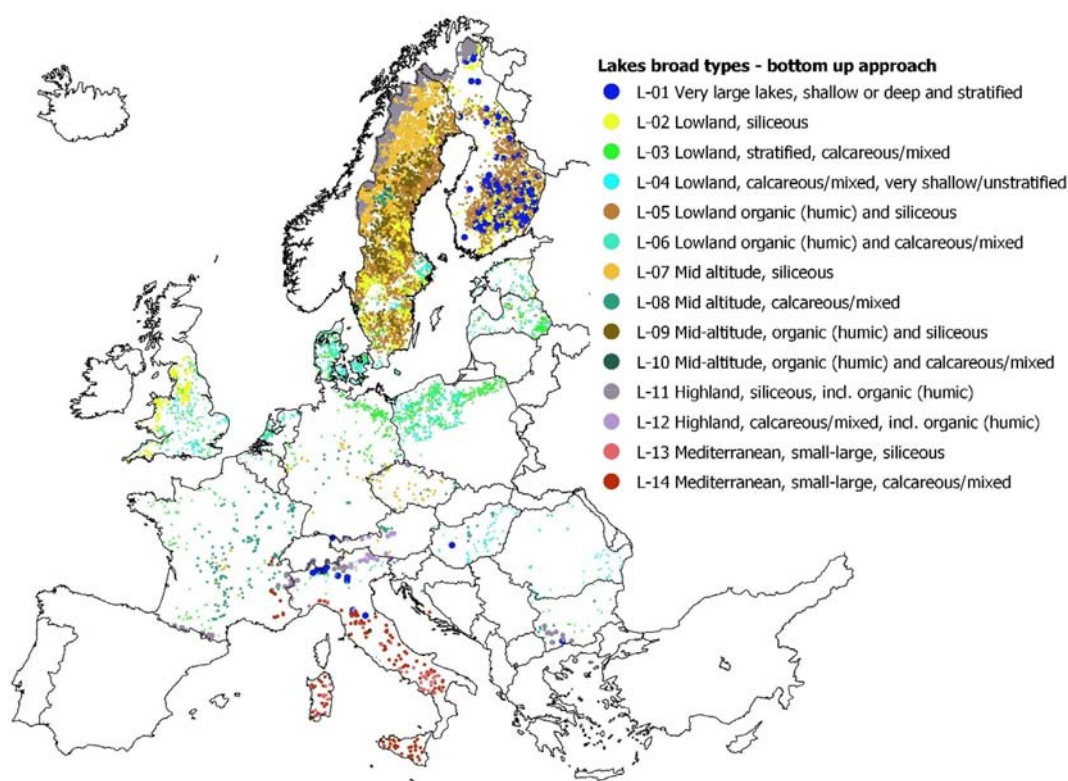 Lakes broad types - bottom up approach
L-01 Very large lakes, shallow or deep and stratified
L-02 Lowland, siliceous
L-03 Lowland, stratified, calcareous/mixed
L-04 Lowland, calcareous/mixed, very shallow/unstratified
L-05 Lowland organic (humic) and siliceous
L-06 Lowland organic (humic) and calcareous/mixed
L-07 Mid altitude, siliceous
L-08 Mid altitude, calcareous/mixed
L-09 Mid-altitude, organic (humic) and siliceous
L-10 Mid-altitude, organic (humic) and calcareous/mixed
L-11 Highland, siliceous, incl. organic (humic)
L-12 Highland, calcareous/mixed, incl. organic (humic)
L-13 Mediterranean, small-large, siliceous
L-14 Mediterranean, small-large, calcareous/mixed